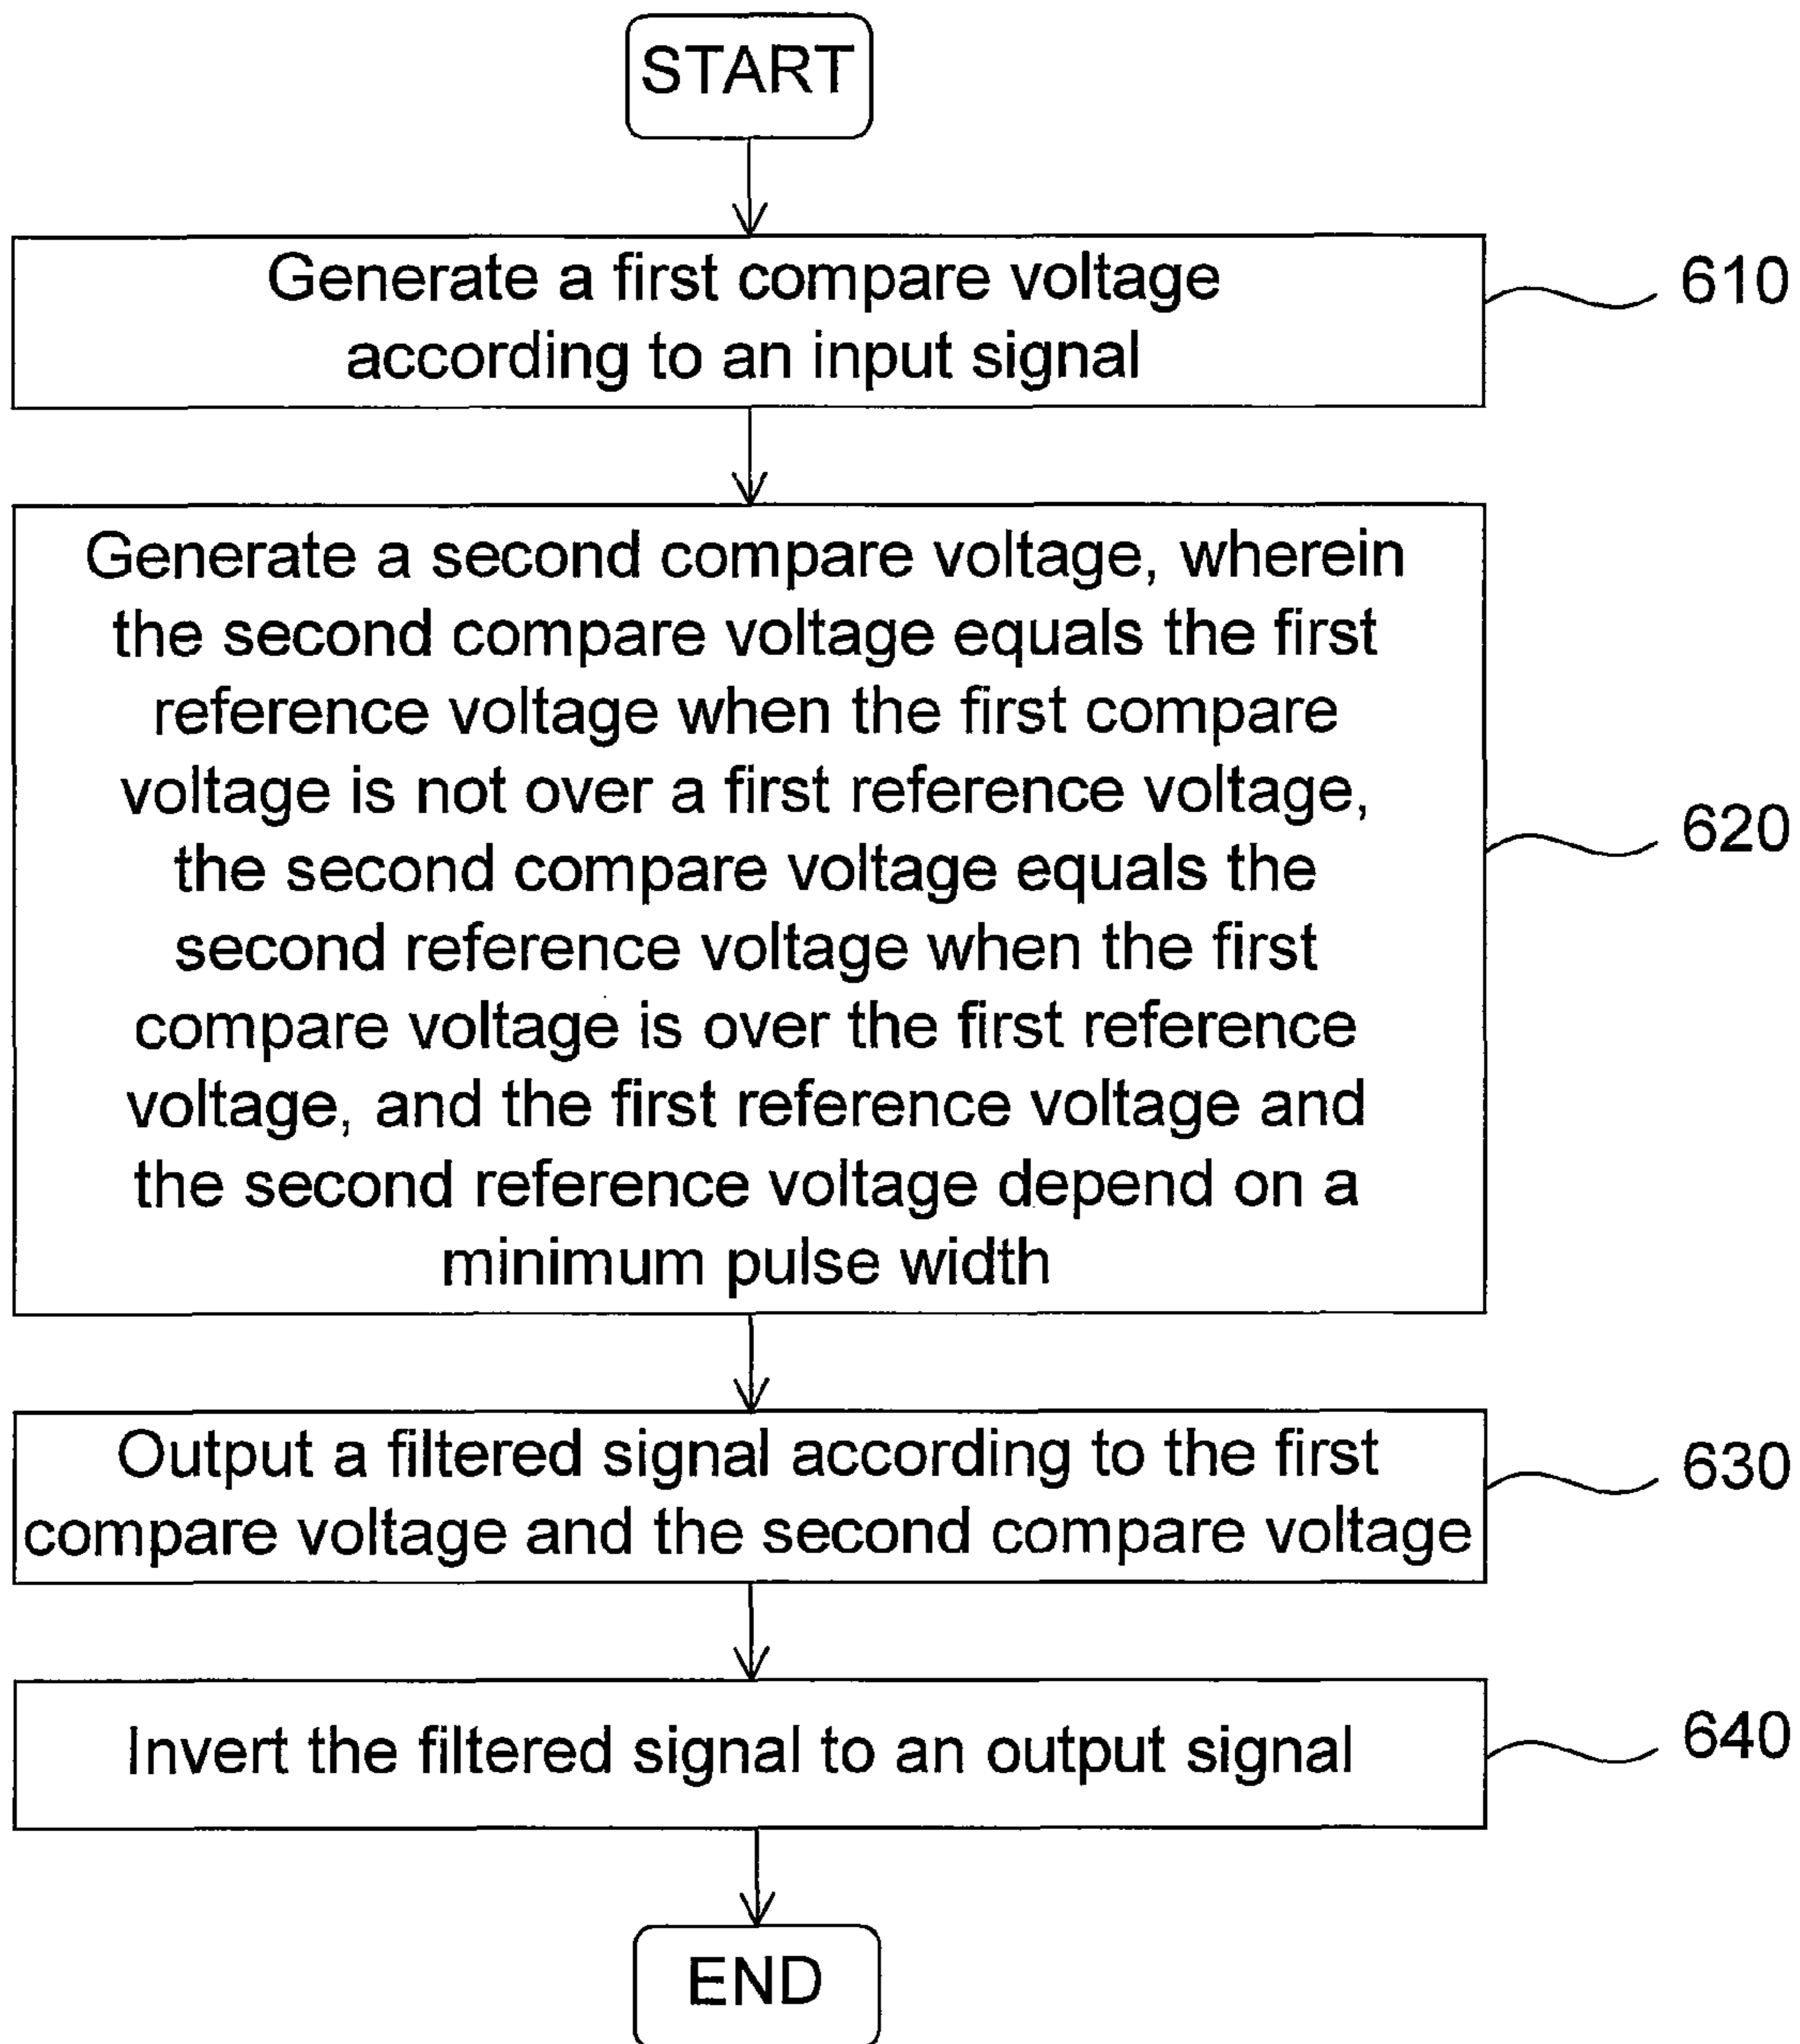 START
Generate a first compare voltage
according to an input signal
610
Generate a second compare voltage, wherein
the second compare voltage equals the first
reference voltage when the first compare
voltage is not over a first reference voltage,
the second compare voltage equals the
second reference voltage when the first
compare voltage is over the first reference
voltage, and the first reference voltage and
the second reference voltage depend on a
minimum pulse width
620
Output a filtered signal according to the first
compare voltage and the second compare voltage
630
Invert the filtered signal to an output signal
640
END